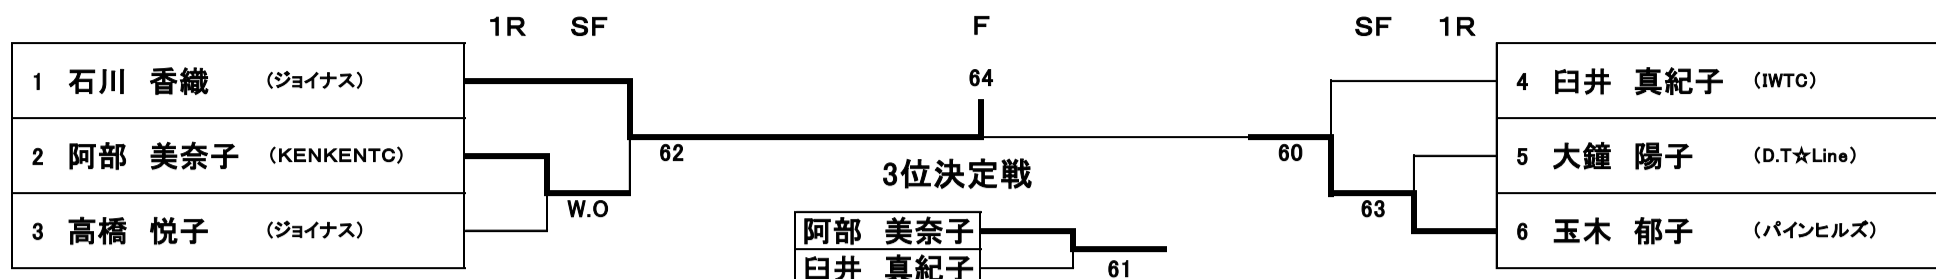 1R SF F SF 1R
1 石川 香織 (ジョイナス)
2 阿部 美奈子 (KENKENTC)
3 高橋 悦子 (ジョイナス)
W.O
62
64
3位決定戦
阿部 美奈子
臼井 真紀子
61
60
63
4 臼井 真紀子 (IWTC)
5 大鐘 陽子 (D.T☆Line)
6 玉木 郁子 (パインヒルズ)